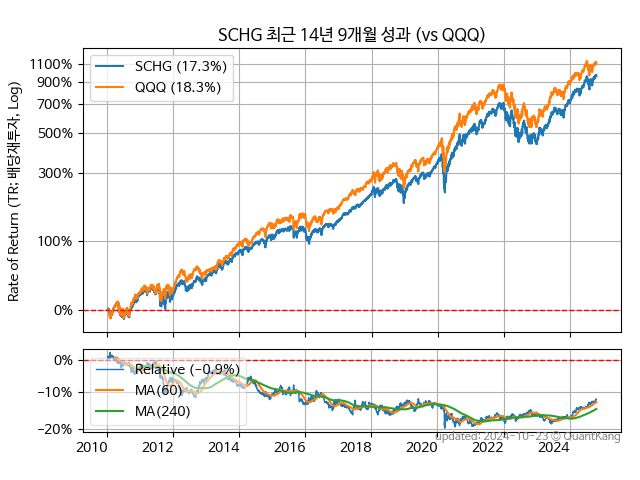 SCHG 최근 14년 9개월 성과 (vs QQQ)
Rate of Return (TR; 배당재투자, Log)
1100%
900%
700%
500%
300%
100%
0%
SCHG (17.3%)
QQQ (18.3%)
0%
−10%
−20%
Relative (−0.9%)
MA(60)
MA(240)
2010 2012 2014 2016 2018 2020 2022 2024
updated: 2024-10-23 © QuantKang